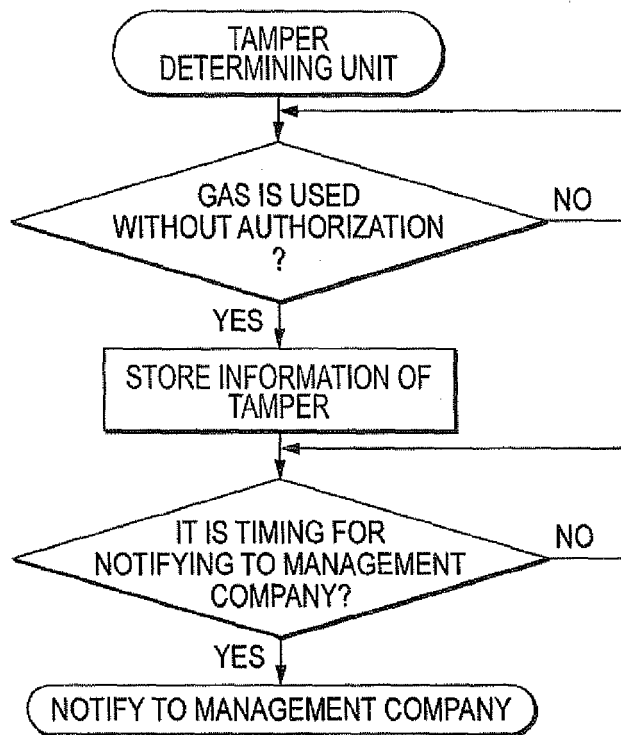 TAMPER
DETERMINING UNIT
GAS IS USED
WITHOUT AUTHORIZATION
?
NO
YES
STORE INFORMATION OF
TAMPER
IT IS TIMING FOR
NOTIFYING TO MANAGEMENT
COMPANY?
NO
YES
NOTIFY TO MANAGEMENT COMPANY